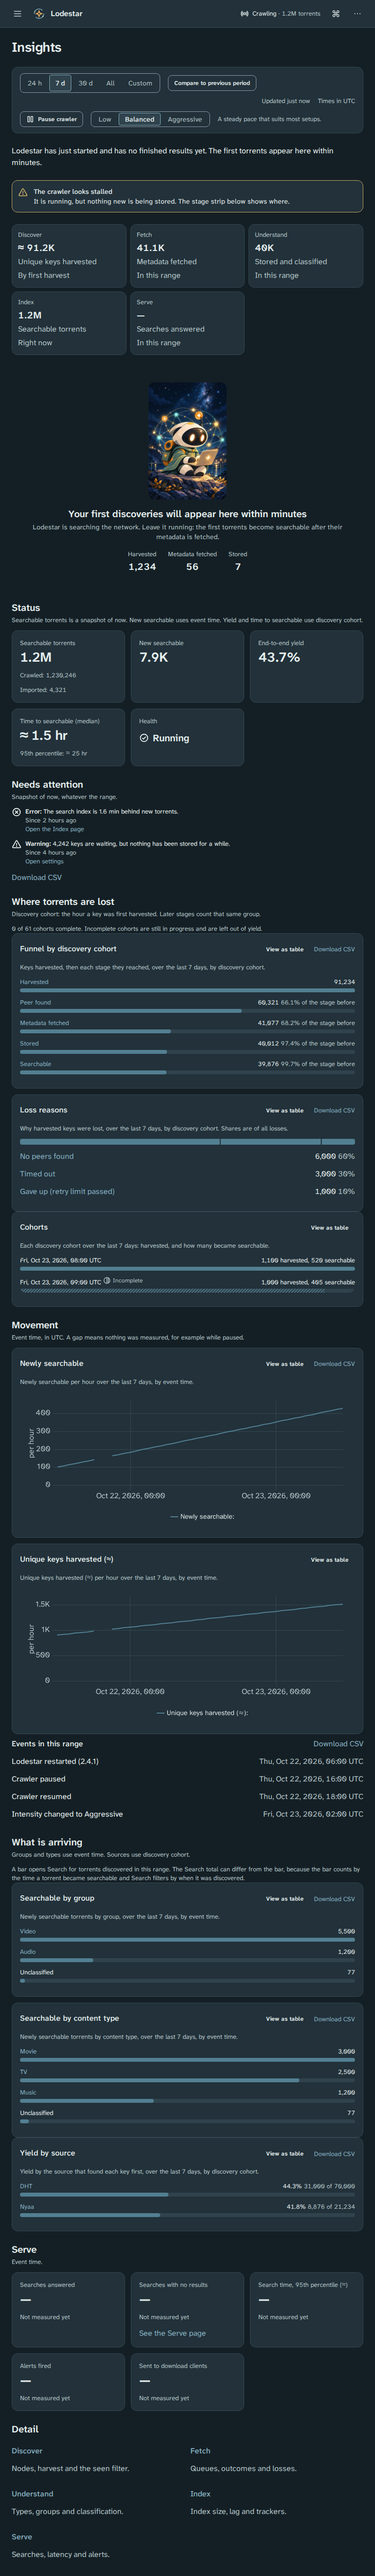 Lodestar
Crawling · 1.2M torrents
Insights
24 h 7 d 30 d All Custom Compare to previous period
Updated just now Times in UTC
Pause crawler Low Balanced Aggressive A steady pace that suits most setups.
Lodestar has just started and has no finished results yet. The first torrents appear here within
minutes.
The crawler looks stalled
It is running, but nothing new is being stored. The stage strip below shows where.
Discover
≈ 91.2K
Unique keys harvested
By first harvest
Fetch
41.1K
Metadata fetched
In this range
Understand
40K
Stored and classified
In this range
Index
1.2M
Searchable torrents
Right now
Serve
—
Searches answered
In this range
Your first discoveries will appear here within minutes
Lodestar is searching the network. Leave it running: the first torrents become searchable after their
metadata is fetched.
Harvested Metadata fetched Stored
1,234 56 7
Status
Searchable torrents is a snapshot of now. New searchable uses event time. Yield and time to searchable use discovery cohort.
Searchable torrents
1.2M
Crawled: 1,230,246
Imported: 4,321
New searchable
7.9K
End-to-end yield
43.7%
Time to searchable (median)
≈ 1.5 hr
95th percentile: ≈ 25 hr
Health
Running
Needs attention
Snapshot of now, whatever the range.
Error: The search index is 1.6 min behind new torrents.
Since 2 hours ago
Open the Index page
Warning: 4,242 keys are waiting, but nothing has been stored for a while.
Since 4 hours ago
Open settings
Download CSV
Where torrents are lost
Discovery cohort: the hour a key was first harvested. Later stages count that same group.
0 of 61 cohorts complete. Incomplete cohorts are still in progress and are left out of yield.
Funnel by discovery cohort View as table Download CSV
Keys harvested, then each stage they reached, over the last 7 days, by discovery cohort.
Harvested 91,234
Peer found 60,321 66.1% of the stage before
Metadata fetched 41,077 68.2% of the stage before
Stored 40,012 97.4% of the stage before
Searchable 39,876 99.7% of the stage before
Loss reasons View as table Download CSV
Why harvested keys were lost, over the last 7 days, by discovery cohort. Shares are of all losses.
No peers found 6,000 60%
Timed out 3,000 30%
Gave up (retry limit passed) 1,000 10%
Cohorts View as table
Each discovery cohort over the last 7 days: harvested, and how many became searchable.
Fri, Oct 23, 2026, 08:00 UTC 1,100 harvested, 520 searchable
Fri, Oct 23, 2026, 09:00 UTC Incomplete 1,000 harvested, 405 searchable
Movement
Event time, in UTC. A gap means nothing was measured, for example while paused.
Newly searchable View as table Download CSV
Newly searchable per hour over the last 7 days, by event time.
per hour
400
300
200
100
0
Oct 22, 2026, 00:00 Oct 23, 2026, 00:00
Newly searchable:
Unique keys harvested (≈) View as table
Unique keys harvested (≈) per hour over the last 7 days, by event time.
per hour
1.5K
1K
500
0
Oct 22, 2026, 00:00 Oct 23, 2026, 00:00
Unique keys harvested (≈):
Events in this range Download CSV
Lodestar restarted (2.4.1) Thu, Oct 22, 2026, 06:00 UTC
Crawler paused Thu, Oct 22, 2026, 16:00 UTC
Crawler resumed Thu, Oct 22, 2026, 18:00 UTC
Intensity changed to Aggressive Fri, Oct 23, 2026, 02:00 UTC
What is arriving
Groups and types use event time. Sources use discovery cohort.
A bar opens Search for torrents discovered in this range. The Search total can differ from the bar, because the bar counts by
the time a torrent became searchable and Search filters by when it was discovered.
Searchable by group View as table Download CSV
Newly searchable torrents by group, over the last 7 days, by event time.
Video 5,500
Audio 1,200
Unclassified 77
Searchable by content type View as table Download CSV
Newly searchable torrents by content type, over the last 7 days, by event time.
Movie 3,000
TV 2,500
Music 1,200
Unclassified 77
Yield by source View as table Download CSV
Yield by the source that found each key first, over the last 7 days, by discovery cohort.
DHT 44.3% 31,000 of 70,000
Nyaa 41.8% 8,876 of 21,234
Serve
Event time.
Searches answered
—
Not measured yet
Searches with no results
—
Not measured yet
See the Serve page
Search time, 95th percentile (≈)
—
Not measured yet
Alerts fired
—
Not measured yet
Sent to download clients
—
Not measured yet
Detail
Discover
Nodes, harvest and the seen filter.
Fetch
Queues, outcomes and losses.
Understand
Types, groups and classification.
Index
Index size, lag and trackers.
Serve
Searches, latency and alerts.